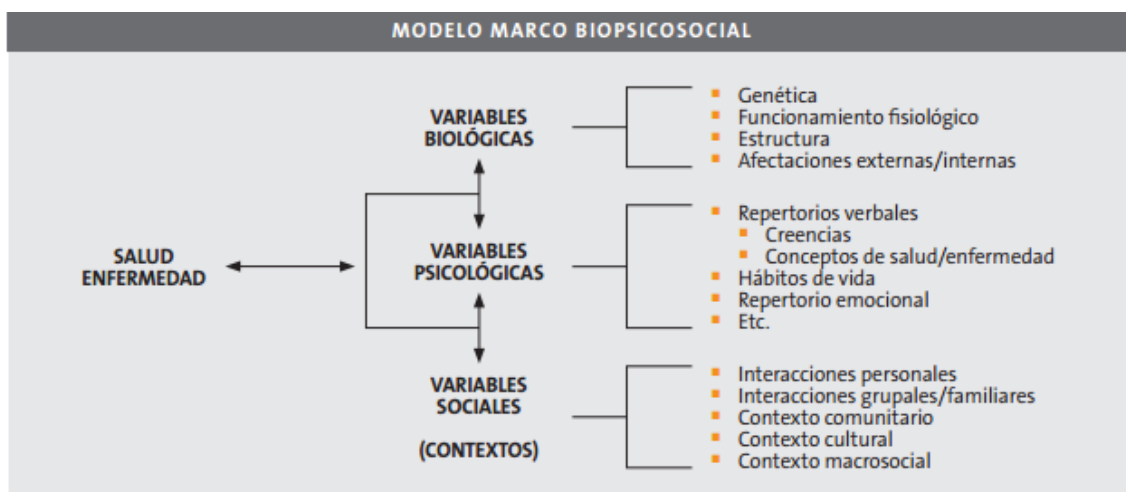 MODELO MARCO BIOPSICOSOCIAL
VARIABLES
BIOLÓGICAS
Genética
Funcionamiento fisiológico
Estructura
Afectaciones externas/internas
SALUD
ENFERMEDAD
VARIABLES
PSICOLÓGICAS
Repertorios verbales
Creencias
Conceptos de salud/enfermedad
Hábitos de vida
Repertorio emocional
Etc.
VARIABLES
SOCIALES
(CONTEXTOS)
Interacciones personales
Interacciones grupales/familiares
Contexto comunitario
Contexto cultural
Contexto macrosocial